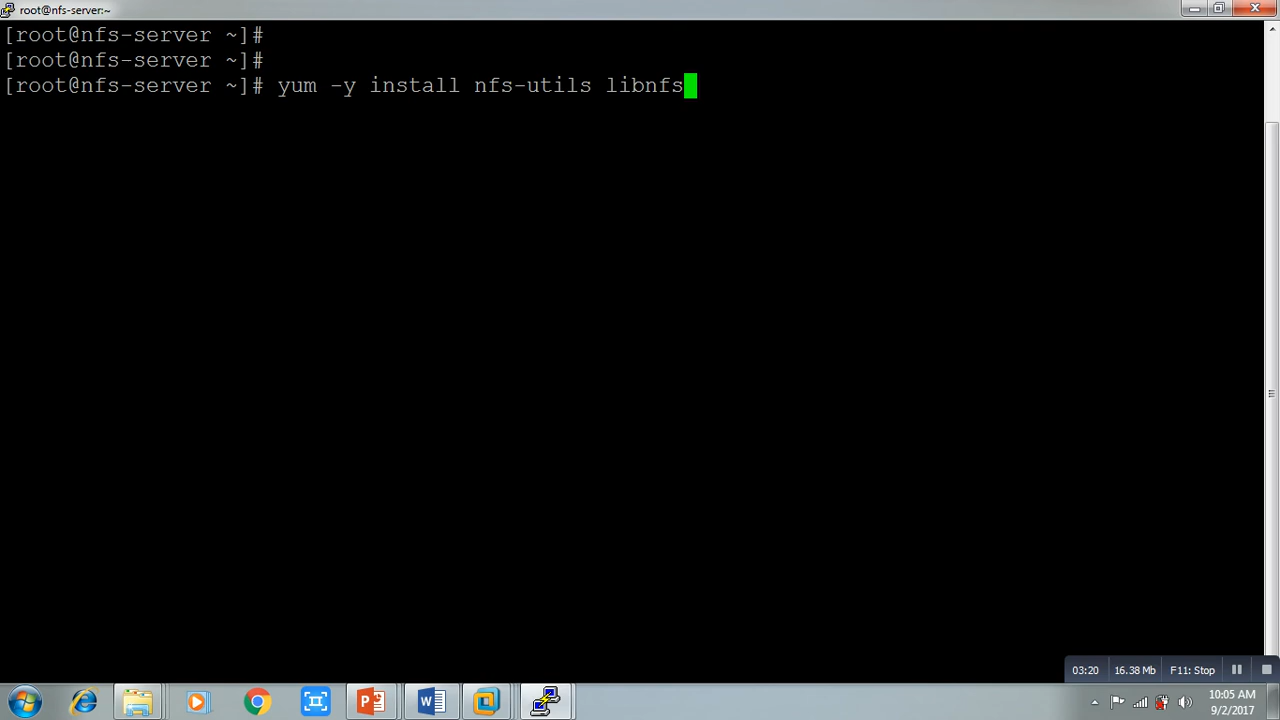 root@nfs-server:~
[root@nfs-server ~]#
[root@nfs-server ~]#
[root@nfs-server ~]# yum -y install nfs-utils libnfs
03:20 16.38 Mb F11: Stop
10:05 AM
9/2/2017